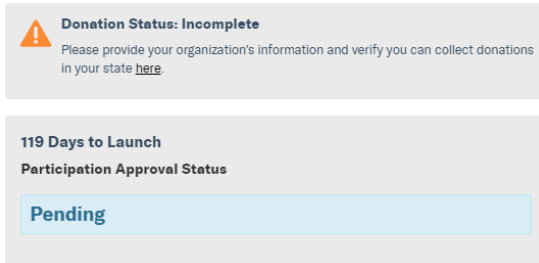 Donation Status: Incomplete
Please provide your organization's information and verify you can collect donations
in your state here.
119 Days to Launch
Participation Approval Status
Pending